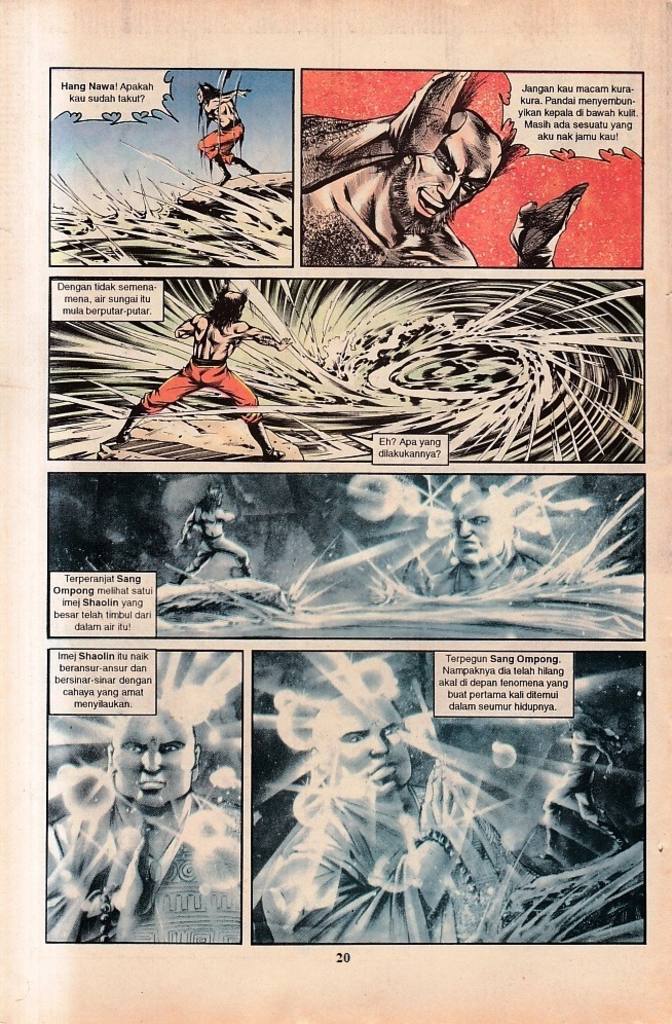 Hang Nawa! Apakah
kau sudah takut?
Jangan kau macam kura-
kura. Pandai menyembun-
yikan kepala di bawah kulit.
Masih ada sesuatu yang
aku nak jamu kau!
Dengan tidak semena-
mena, air sungai itu
mula berputar-putar.
Eh? Apa yang
dilakukannya?
Terperanjat Sang
Ompong melihat satui
imej Shaolin yang
besar telah timbul dari
dalam air itu!
Imej Shaolin itu naik
beransur-ansur dan
bersinar-sinar dengan
cahaya yang amat
menyilaukan.
Terpegun Sang Ompong.
Nampaknya dia telah hilang
akal di depan fenomena yang
buat pertama kali ditemui
dalam seumur hidupnya.
20